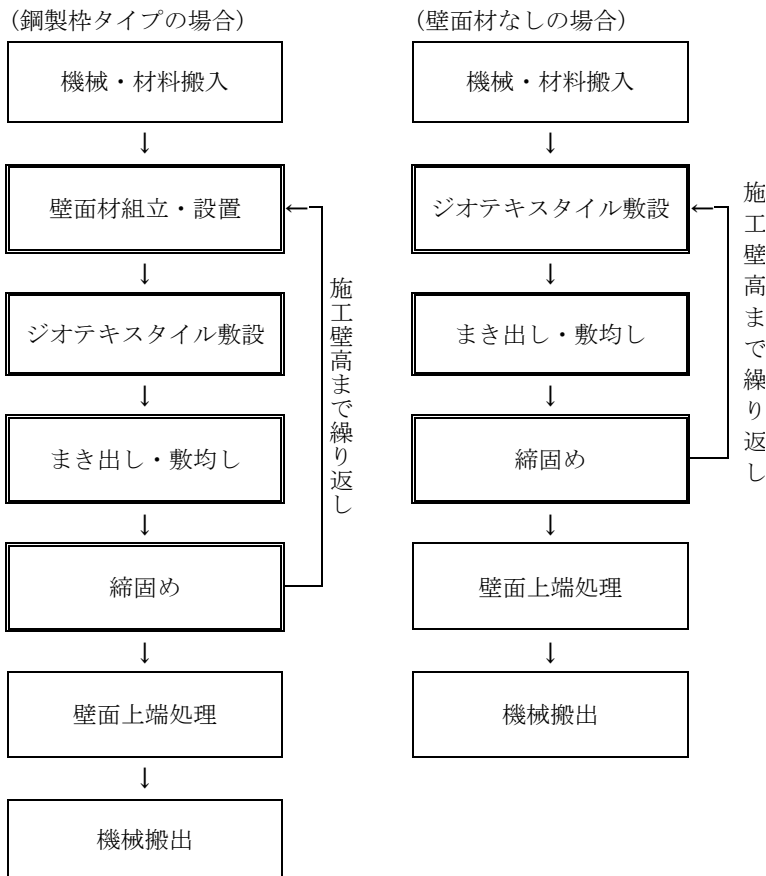 (鋼製枠タイプの場合)
機械・材料搬入
↓
壁面材組立・設置
←
↓
ジオテキスタイル敷設
↓
まき出し・敷均し
↓
締固め
施工壁高まで繰り返し
↓
壁面上端処理
↓
機械搬出
(壁面材なしの場合)
機械・材料搬入
↓
ジオテキスタイル敷設
←
↓
まき出し・敷均し
↓
締固め
施工壁高まで繰り返し
↓
壁面上端処理
↓
機械搬出